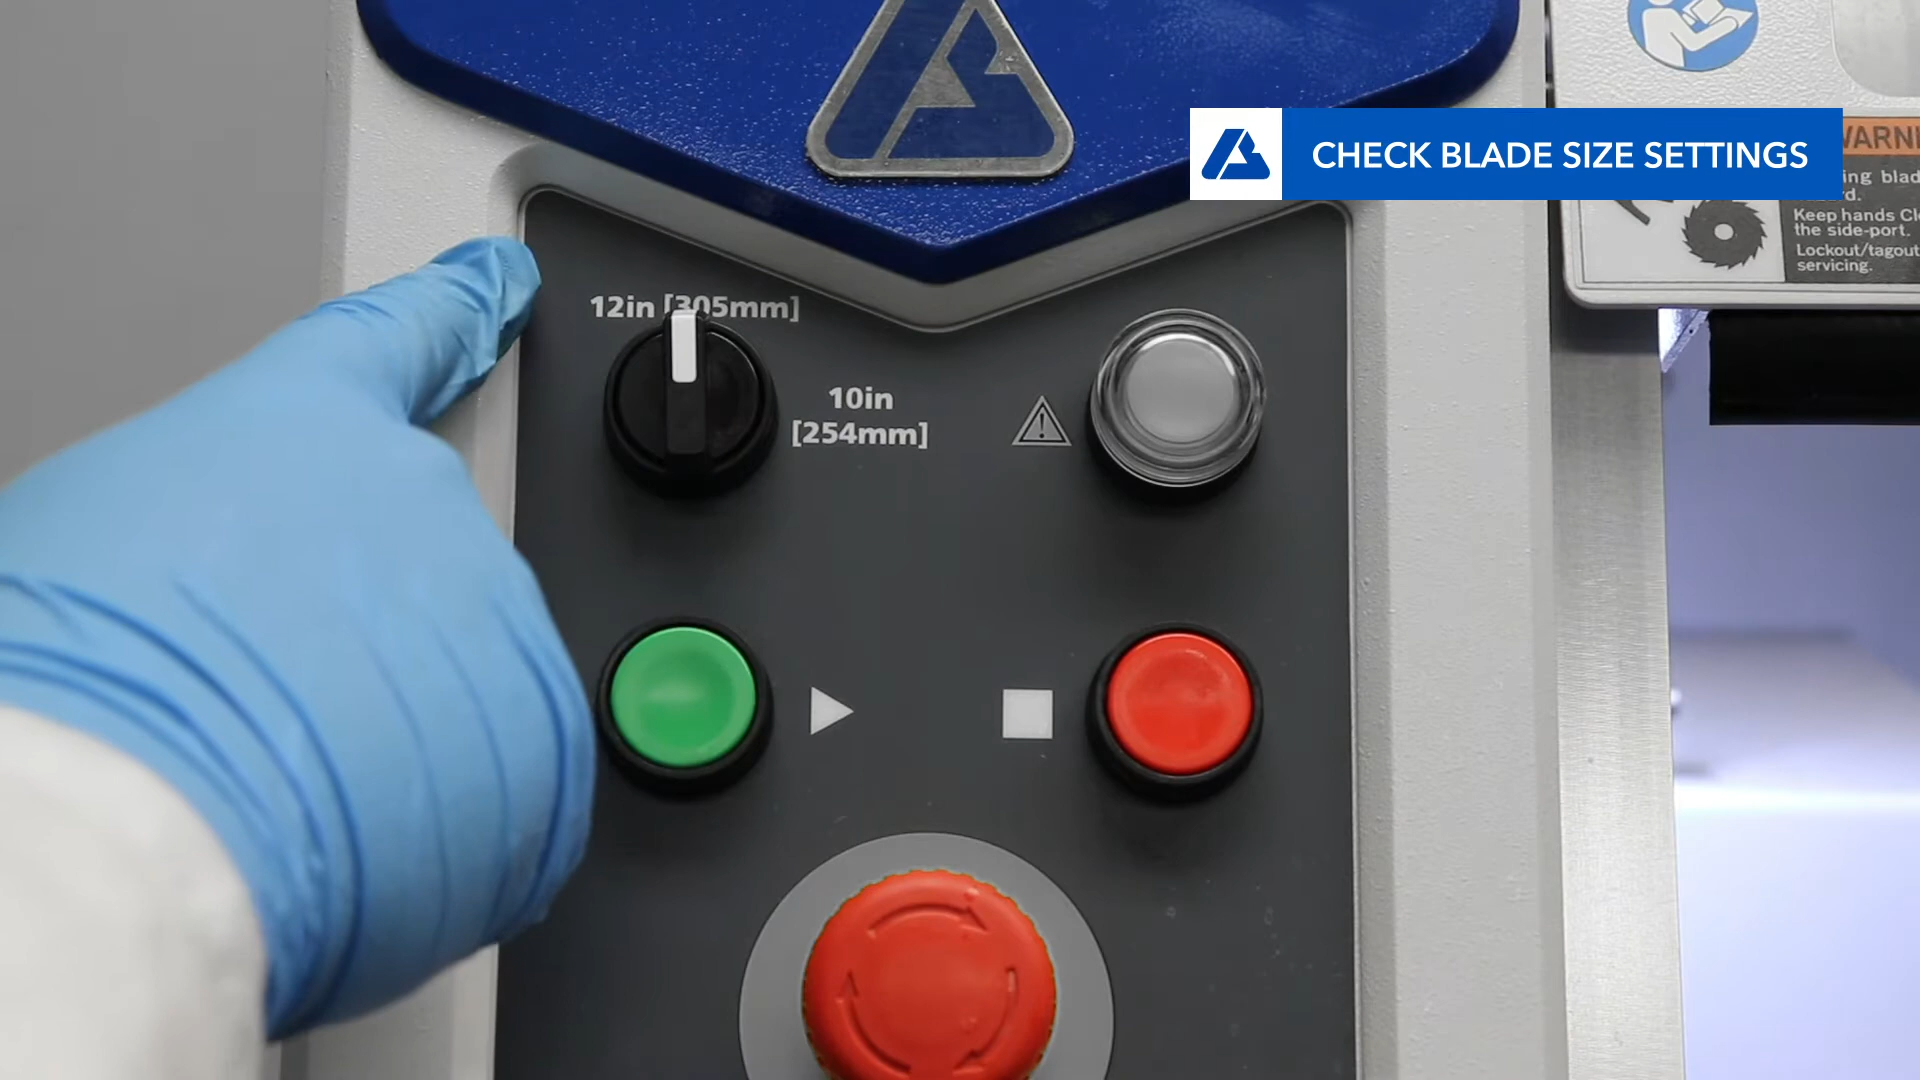 CHECK BLADE SIZE SETTINGS
12in [305mm]
10in
[254mm]
Keep hands
the side-port.
Lockout/tagout
servicing.